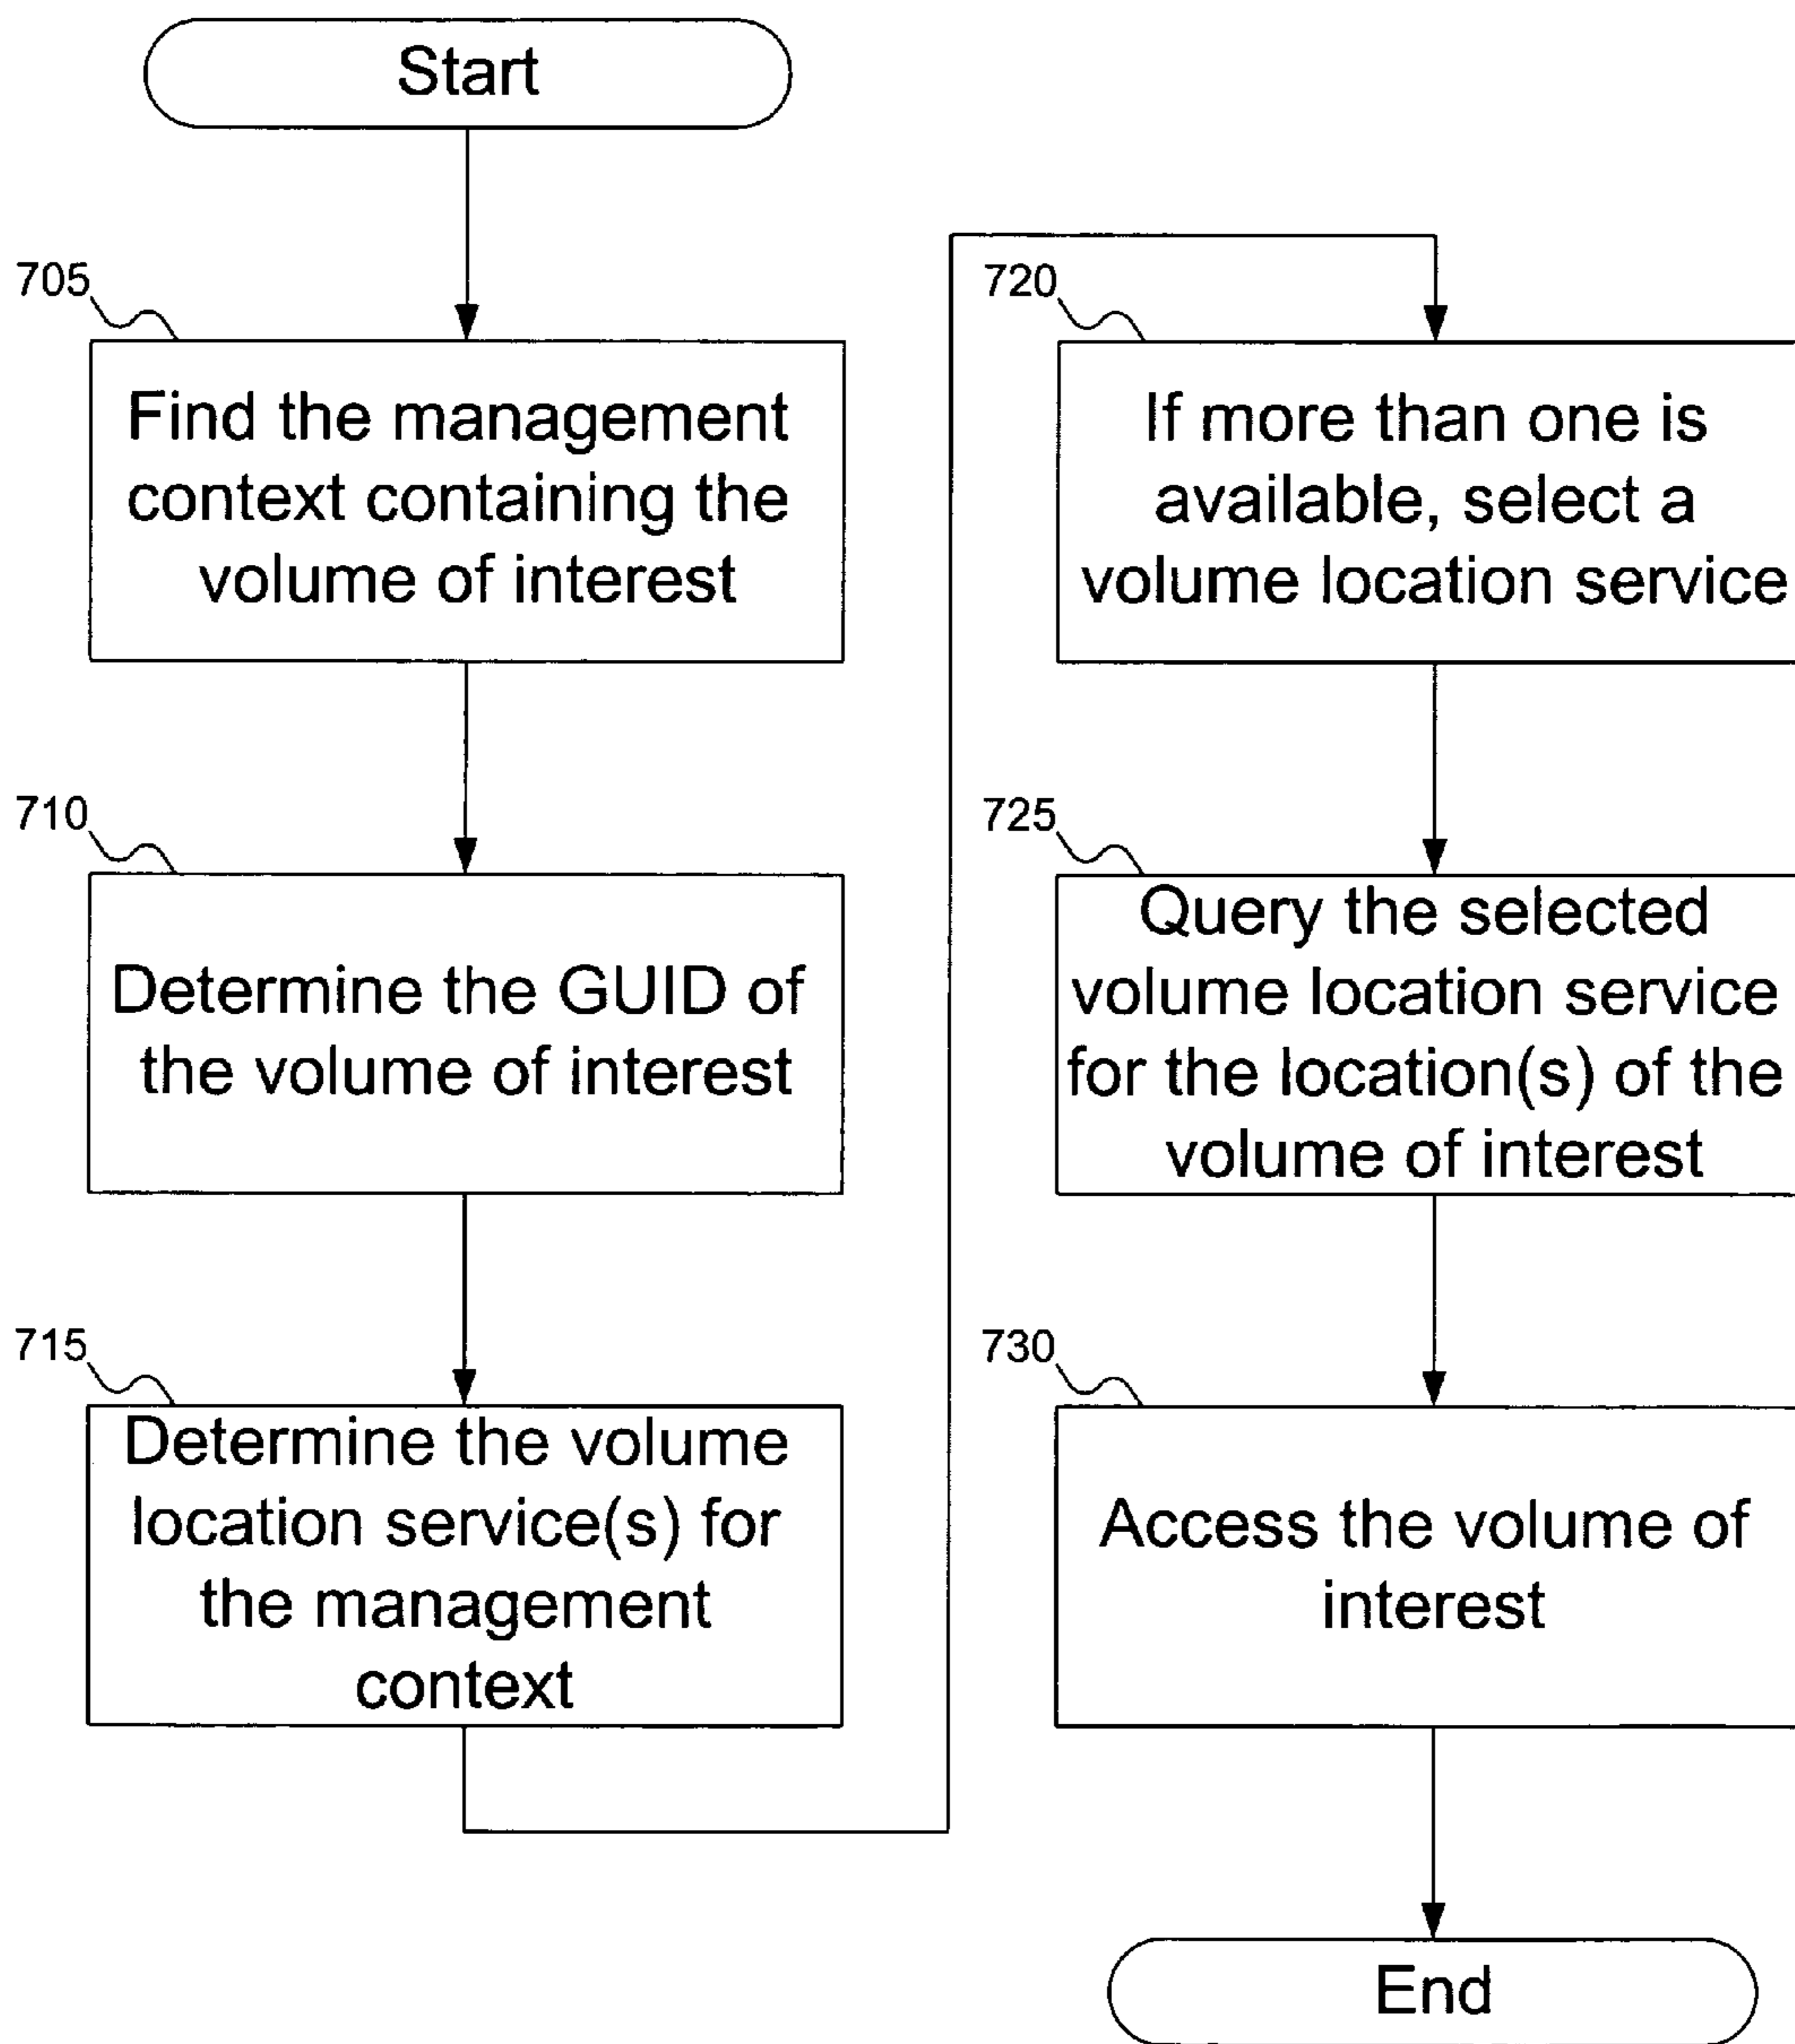 Start
705
Find the management
context containing the
volume of interest
710
Determine the GUID of
the volume of interest
715
Determine the volume
location service(s) for
the management
context
720
If more than one is
available, select a
volume location service
725
Query the selected
volume location service
for the location(s) of the
volume of interest
730
Access the volume of
interest
End